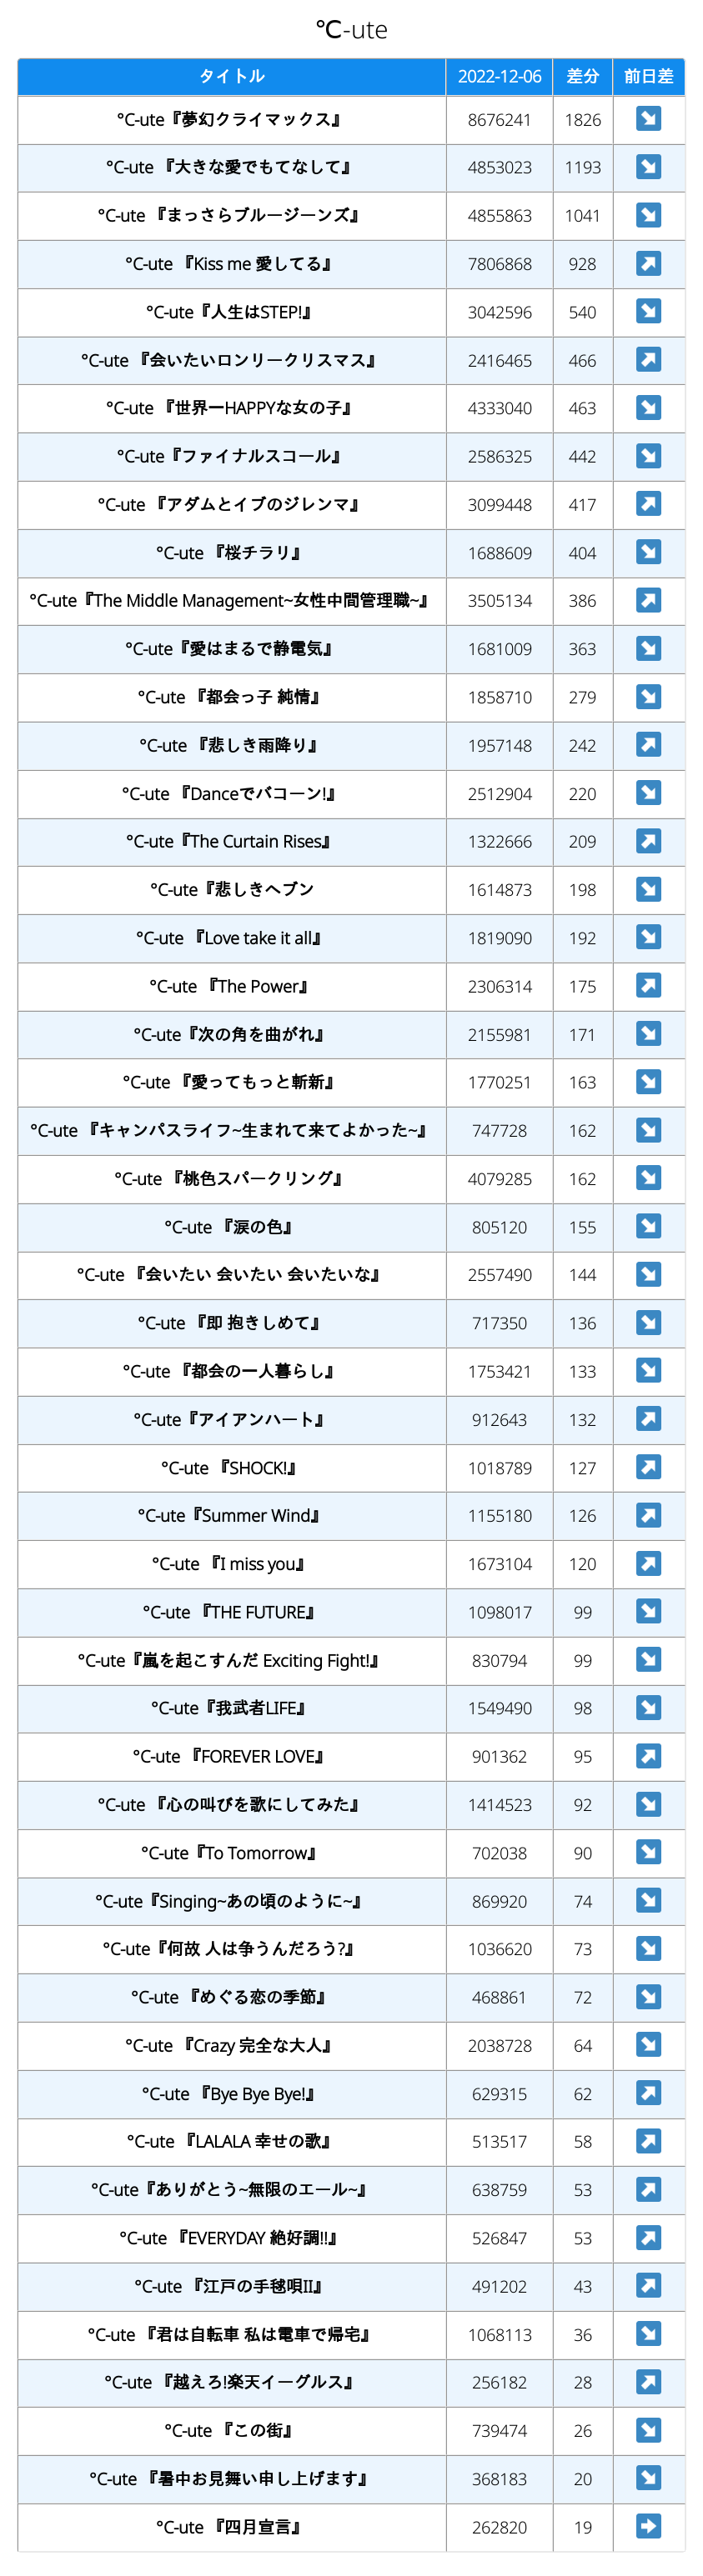 ℃-ute
タイトル 2022-12-06 差分 前日差
°C-ute『夢幻クライマックス』 8676241 1826 ↘
°C-ute 『大きな愛でもてなして』 4853023 1193 ↘
°C-ute 『まっさらブルージーンズ』 4855863 1041 ↘
°C-ute 『Kiss me 愛してる』 7806868 928 ↗
°C-ute『人生はSTEP!』 3042596 540 ↘
°C-ute 『会いたいロンリークリスマス』 2416465 466 ↗
°C-ute 『世界一HAPPYな女の子』 4333040 463 ↘
°C-ute『ファイナルスコール』 2586325 442 ↘
°C-ute 『アダムとイブのジレンマ』 3099448 417 ↗
°C-ute 『桜チラリ』 1688609 404 ↘
°C-ute『The Middle Management~女性中間管理職~』 3505134 386 ↗
°C-ute『愛はまるで静電気』 1681009 363 ↘
°C-ute 『都会っ子 純情』 1858710 279 ↘
°C-ute 『悲しき雨降り』 1957148 242 ↗
°C-ute 『Danceでバコーン!』 2512904 220 ↘
°C-ute『The Curtain Rises』 1322666 209 ↗
°C-ute『悲しきヘブン 1614873 198 ↘
°C-ute 『Love take it all』 1819090 192 ↘
°C-ute 『The Power』 2306314 175 ↗
°C-ute『次の角を曲がれ』 2155981 171 ↘
°C-ute 『愛ってもっと斬新』 1770251 163 ↘
°C-ute 『キャンパスライフ~生まれて来てよかった~』 747728 162 ↘
°C-ute 『桃色スパークリング』 4079285 162 ↘
°C-ute 『涙の色』 805120 155 ↘
°C-ute 『会いたい 会いたい 会いたいな』 2557490 144 ↘
°C-ute 『即 抱きしめて』 717350 136 ↘
°C-ute 『都会の一人暮らし』 1753421 133 ↘
°C-ute『アイアンハート』 912643 132 ↗
°C-ute 『SHOCK!』 1018789 127 ↗
°C-ute『Summer Wind』 1155180 126 ↗
°C-ute 『I miss you』 1673104 120 ↗
°C-ute 『THE FUTURE』 1098017 99 ↘
°C-ute『嵐を起こすんだ Exciting Fight!』 830794 99 ↘
°C-ute『我武者LIFE』 1549490 98 ↘
°C-ute 『FOREVER LOVE』 901362 95 ↗
°C-ute 『心の叫びを歌にしてみた』 1414523 92 ↘
°C-ute『To Tomorrow』 702038 90 ↘
°C-ute『Singing~あの頃のように~』 869920 74 ↘
°C-ute『何故 人は争うんだろう?』 1036620 73 ↘
°C-ute 『めぐる恋の季節』 468861 72 ↘
°C-ute 『Crazy 完全な大人』 2038728 64 ↘
°C-ute 『Bye Bye Bye!』 629315 62 ↗
°C-ute 『LALALA 幸せの歌』 513517 58 ↗
°C-ute『ありがとう~無限のエール~』 638759 53 ↗
°C-ute 『EVERYDAY 絶好調!!』 526847 53 ↗
°C-ute 『江戸の手毬唄II』 491202 43 ↗
°C-ute 『君は自転車 私は電車で帰宅』 1068113 36 ↘
°C-ute 『越えろ!楽天イーグルス』 256182 28 ↗
°C-ute 『この街』 739474 26 ↘
°C-ute 『暑中お見舞い申し上げます』 368183 20 ↘
°C-ute 『四月宣言』 262820 19 →